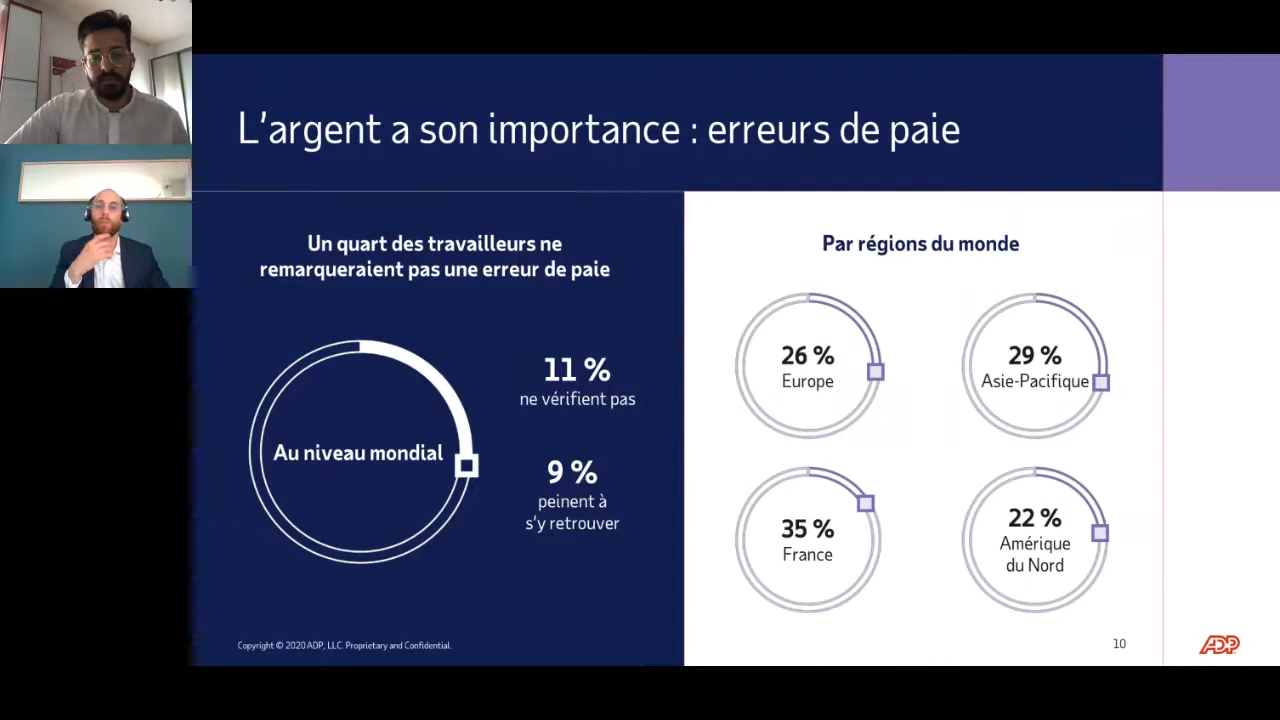 L'argent a son importance : erreurs de paie
Un quart des travailleurs ne
remarqueraient pas une erreur de paie
Au niveau mondial
11 %
ne vérifient pas
9 %
peinent à
s'y retrouver
Par régions du monde
26 %
Europe
29 %
Asie-Pacifique
35 %
France
22 %
Amérique
du Nord
Copyright © 2020 ADP, LLC. Proprietary and Confidential.
10
ADP